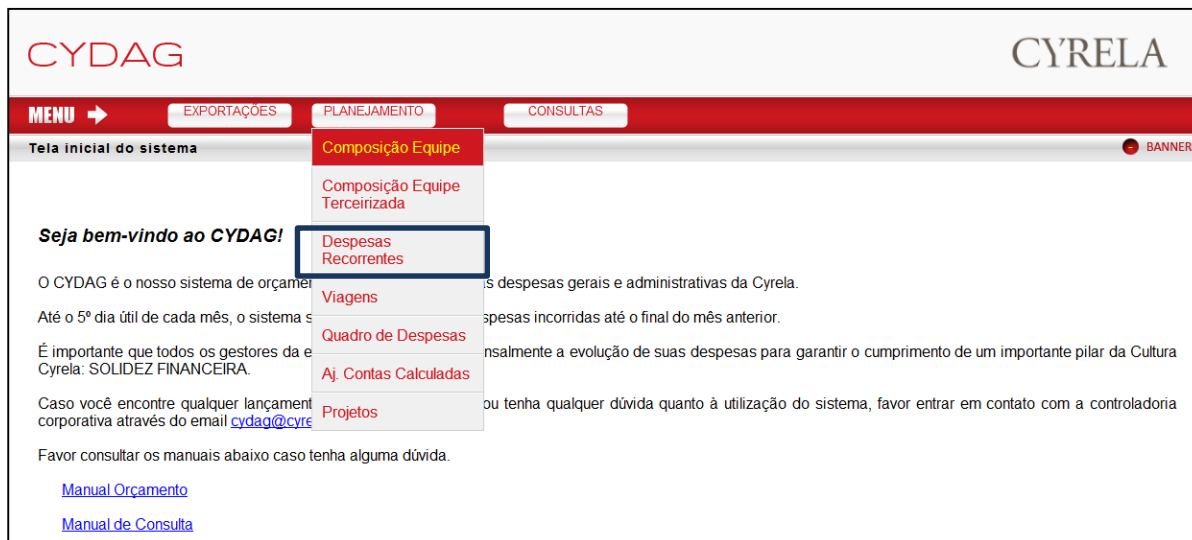 CYDAG
CYRELA
MENU
EXPORTAÇÕES
PLANEJAMENTO
CONSULTAS
Tela inicial do sistema
BANNER
Composição Equipe
Composição Equipe
Terceirizada
Despesas
Recorrentes
Viagens
Quadro de Despesas
Aj. Contas Calculadas
Projetos
Seja bem-vindo ao CYDAG!
O CYDAG é o nosso sistema de s despesas gerais e administrativas da Cyrela.
Até o 5º dia útil de cada mês, o sistema incorridas até o final do mês anterior.
É importante que todos os gestores da a evolução de suas despesas para garantir o cumprimento de um importante pilar da Cultura
Cyrela: SOLIDEZ FINANCEIRA.
Caso você encontre qualquer ou tenha qualquer dúvida quanto à utilização do sistema, favor entrar em contato com a controladoria
corporativa através do email cydag@cyre
Favor consultar os manuais abaixo caso tenha alguma dúvida.
Manual Orçamento
Manual de Consulta